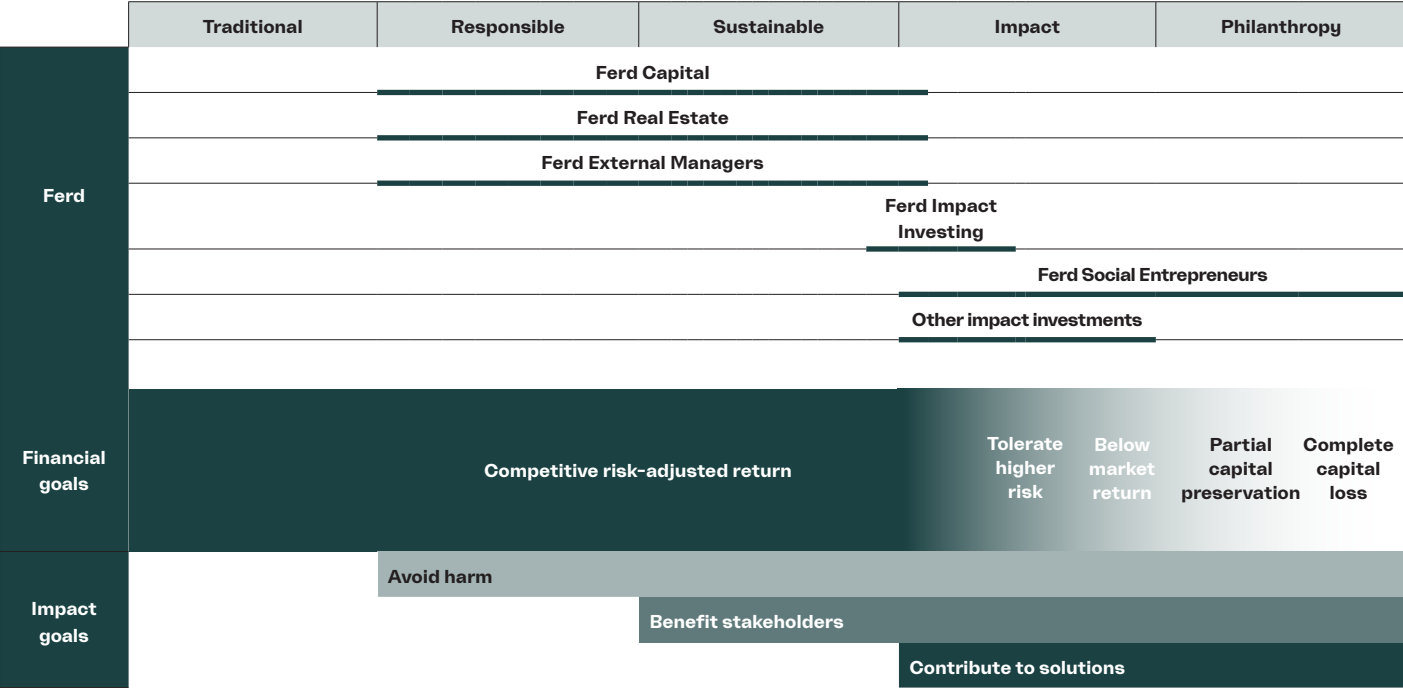 Traditional Responsible Sustainable Impact Philanthropy
Ferd Capital
Ferd Real Estate
Ferd External Managers
Ferd
Ferd Impact
Investing
Ferd Social Entrepreneurs
Other impact investments
Financial
goals
Competitive risk-adjusted return
Tolerate
higher
risk
Below
market
return
Partial
capital
preservation
Complete
capital
loss
Impact
goals
Avoid harm
Benefit stakeholders
Contribute to solutions